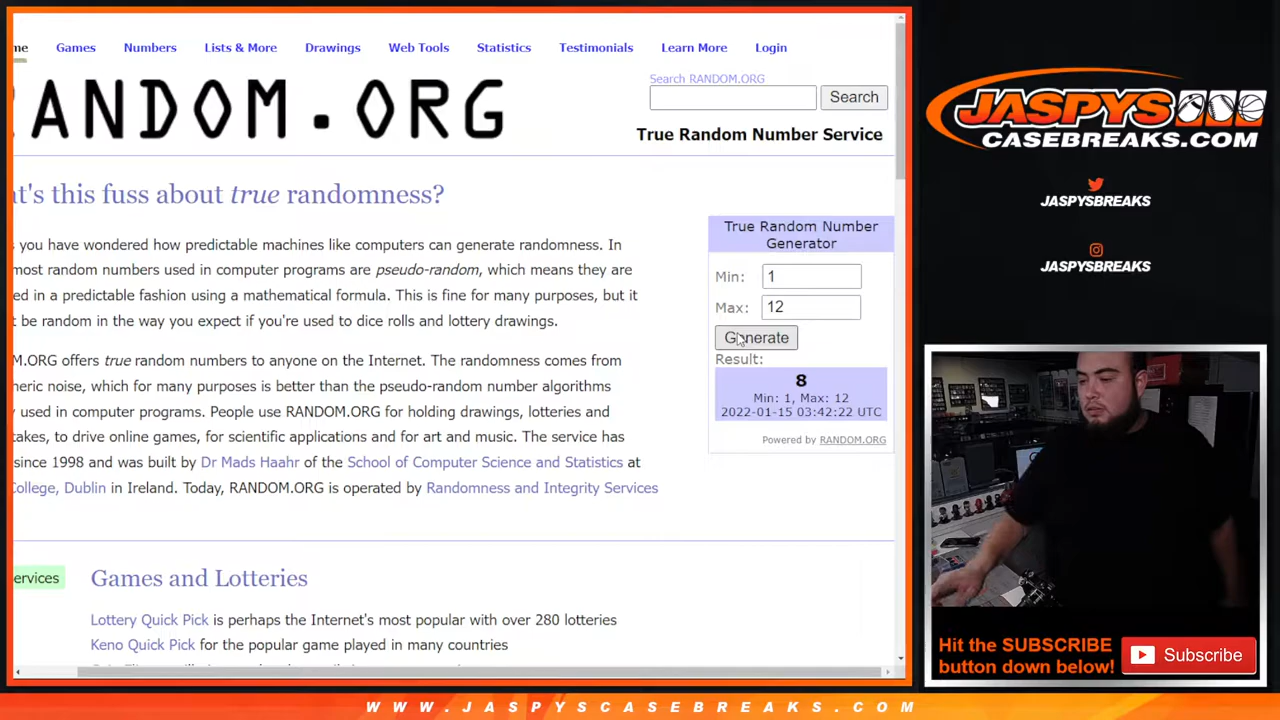 me Games Numbers Lists & More Drawings Web Tools Statistics Testimonials Learn More Login
ANDOM.ORG
Search RANDOM.ORG
Search
True Random Number Service
at's this fuss about true randomness?
you have wondered how predictable machines like computers can generate randomness. In
most random numbers used in computer programs are pseudo-random, which means they are
ed in a predictable fashion using a mathematical formula. This is fine for many purposes, but it
t be random in the way you expect if you're used to dice rolls and lottery drawings.
M.ORG offers true random numbers to anyone on the Internet. The randomness comes from
heric noise, which for many purposes is better than the pseudo-random number algorithms
y used in computer programs. People use RANDOM.ORG for holding drawings, lotteries and
takes, to drive online games, for scientific applications and for art and music. The service has
since 1998 and was built by Dr Mads Haahr of the School of Computer Science and Statistics at
College, Dublin in Ireland. Today, RANDOM.ORG is operated by Randomness and Integrity Services
True Random Number
Generator
Min: 1
Max: 12
Generate
Result:
8
Min: 1, Max: 12
2022-01-15 03:42:22 UTC
Powered by RANDOM.ORG
ervices
Games and Lotteries
Lottery Quick Pick is perhaps the Internet's most popular with over 280 lotteries
Keno Quick Pick for the popular game played in many countries
JASPYS
CASEBREAKS.COM
JASPYSBREAKS
JASPYSBREAKS
Hit the SUBSCRIBE
button down below!
Subscribe
WWW.JASPYSCASEBREAKS.COM